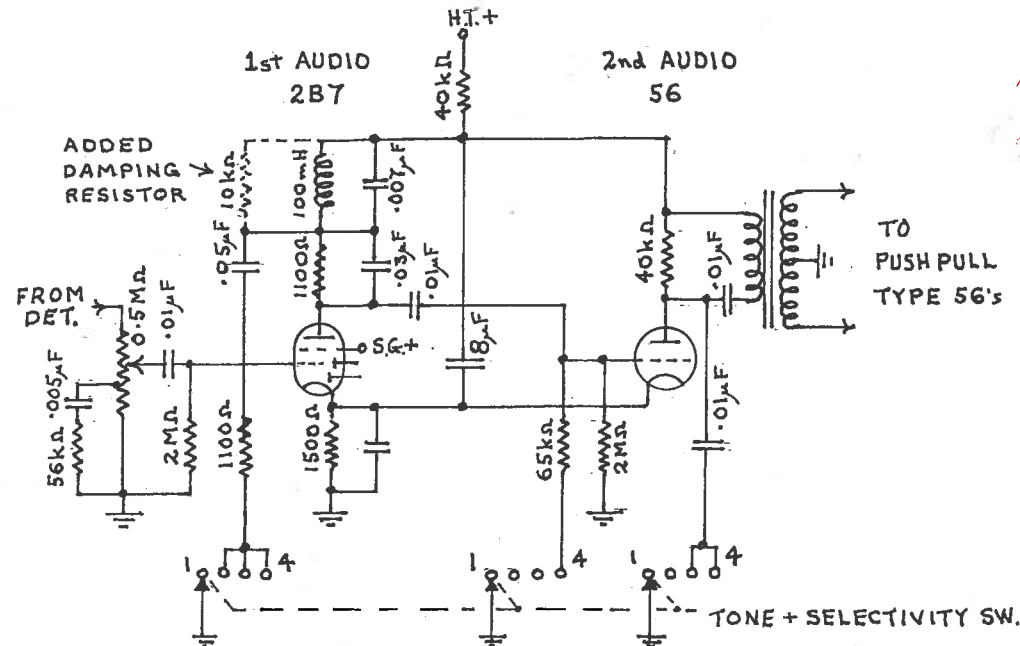 H.T.+
1st AUDIO
2B7
2nd AUDIO
56
40kΩ
ADDED
DAMPING
RESISTOR
10kΩ
100mH
.007μF
.05μF
1100Ω
.03μF
.01μF
40kΩ
.01μF
TO
PUSH PULL
TYPE 56's
FROM
DET.
0.5MΩ
.01μF
S.G.+
8μF
.005μF
56kΩ
2MΩ
1100Ω
1500Ω
65kΩ
2MΩ
.01μF
1 4
1 4
1 4
TONE + SELECTIVITY SW.